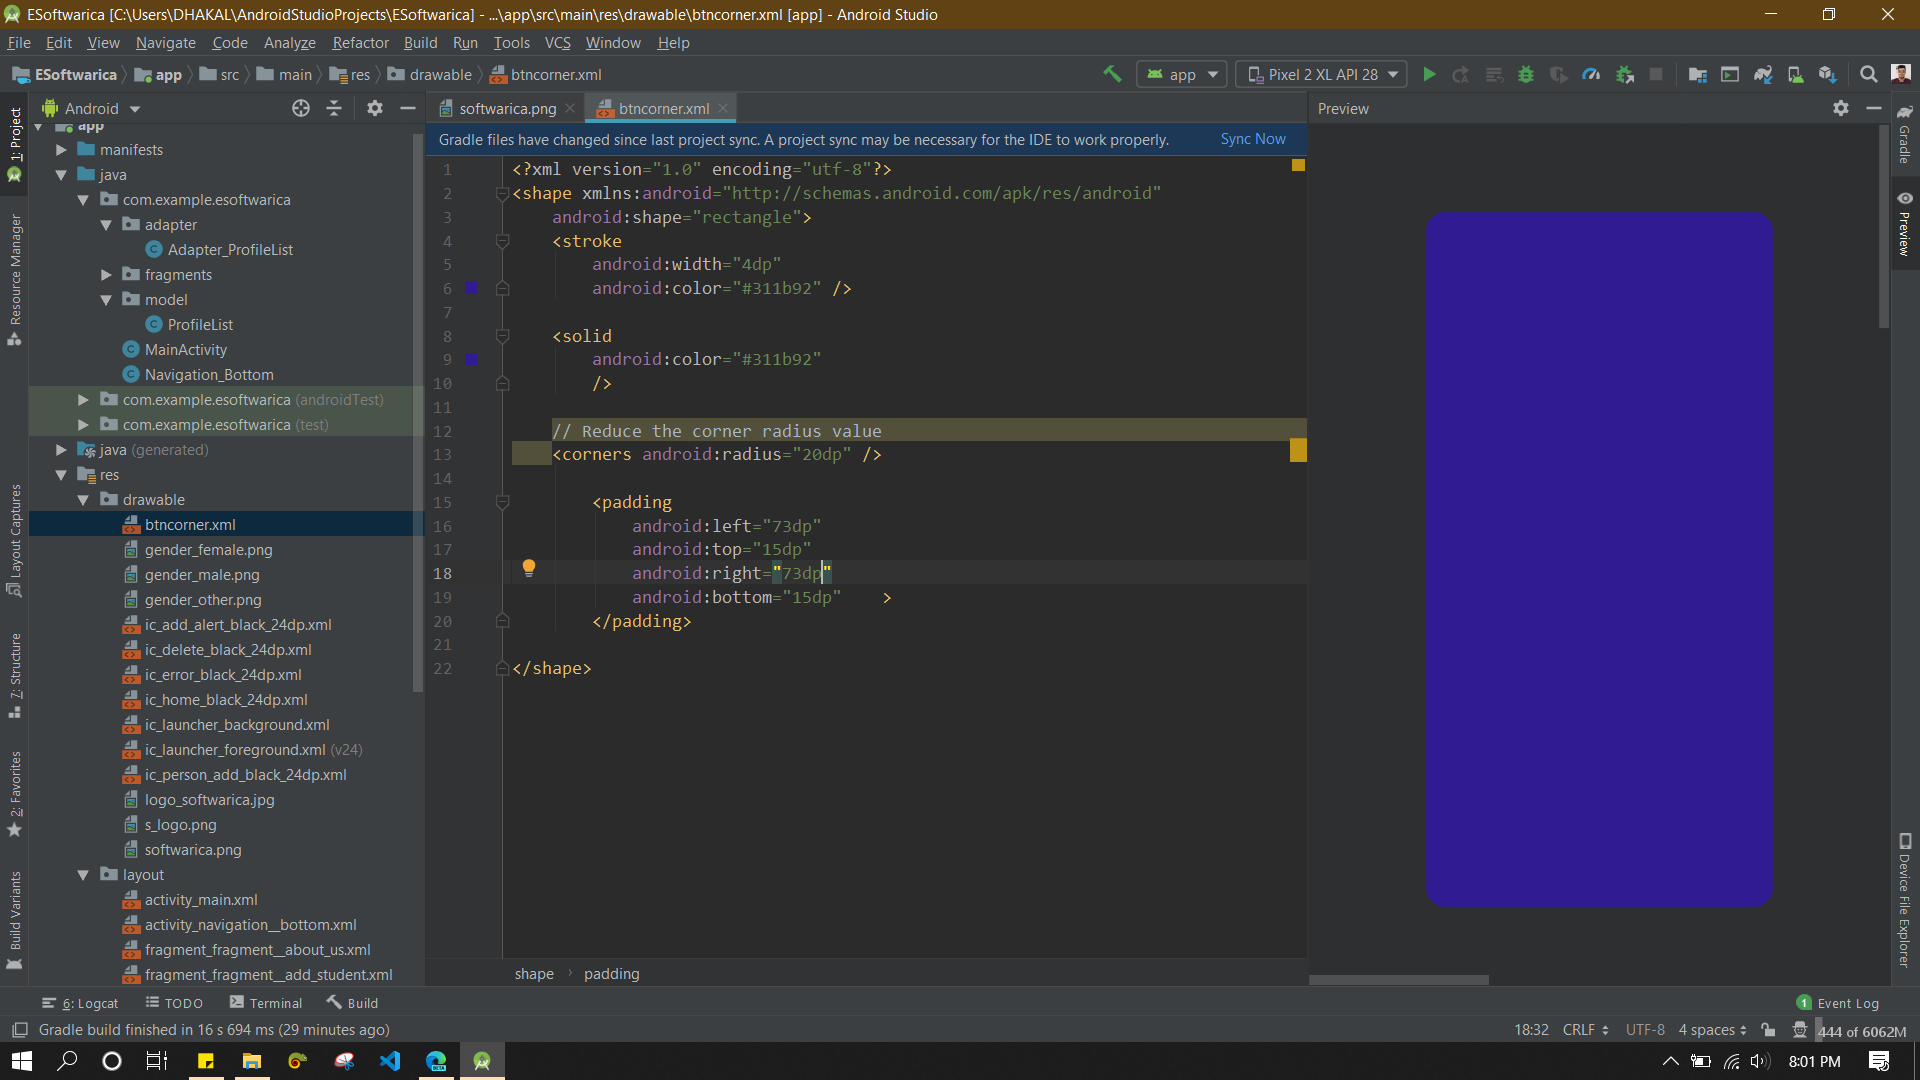 ESoftwarica [C:\Users\DHAKAL\AndroidStudioProjects\ESoftwarica] - ...\app\src\main\res\drawable\btncorner.xml [app] - Android Studio
File Edit View Navigate Code Analyze Refactor Build Run Tools VCS Window Help
ESoftwarica app src main res drawable btncorner.xml app Pixel 2 XL API 28
Android softwarica.png btncorner.xml Preview
Gradle files have changed since last project sync. A project sync may be necessary for the IDE to work properly. Sync Now
1: Project
Resource Manager
Layout Captures
7: Structure
2: Favorites
Build Variants
app
manifests
java
com.example.esoftwarica
adapter
Adapter_ProfileList
fragments
model
ProfileList
MainActivity
Navigation_Bottom
com.example.esoftwarica (androidTest)
com.example.esoftwarica (test)
java (generated)
res
drawable
btncorner.xml
gender_female.png
gender_male.png
gender_other.png
ic_add_alert_black_24dp.xml
ic_delete_black_24dp.xml
ic_error_black_24dp.xml
ic_home_black_24dp.xml
ic_launcher_background.xml
ic_launcher_foreground.xml (v24)
ic_person_add_black_24dp.xml
logo_softwarica.jpg
s_logo.png
softwarica.png
layout
activity_main.xml
activity_navigation__bottom.xml
fragment_fragment__about_us.xml
fragment_fragment__add_student.xml
1 <?xml version="1.0" encoding="utf-8"?>
2 <shape xmlns:android="http://schemas.android.com/apk/res/android"
3 android:shape="rectangle">
4 <stroke
5 android:width="4dp"
6 android:color="#311b92" />
7
8 <solid
9 android:color="#311b92"
10 />
11
12 // Reduce the corner radius value
13 <corners android:radius="20dp" />
14
15 <padding
16 android:left="73dp"
17 android:top="15dp"
18 android:right="73dp"
19 android:bottom="15dp" >
20 </padding>
21
22 </shape>
shape padding
Gradle
Preview
Device File Explorer
6: Logcat TODO Terminal Build 1 Event Log
Gradle build finished in 16 s 694 ms (29 minutes ago) 18:32 CRLF UTF-8 4 spaces 444 of 6062M
BETA
8:01 PM